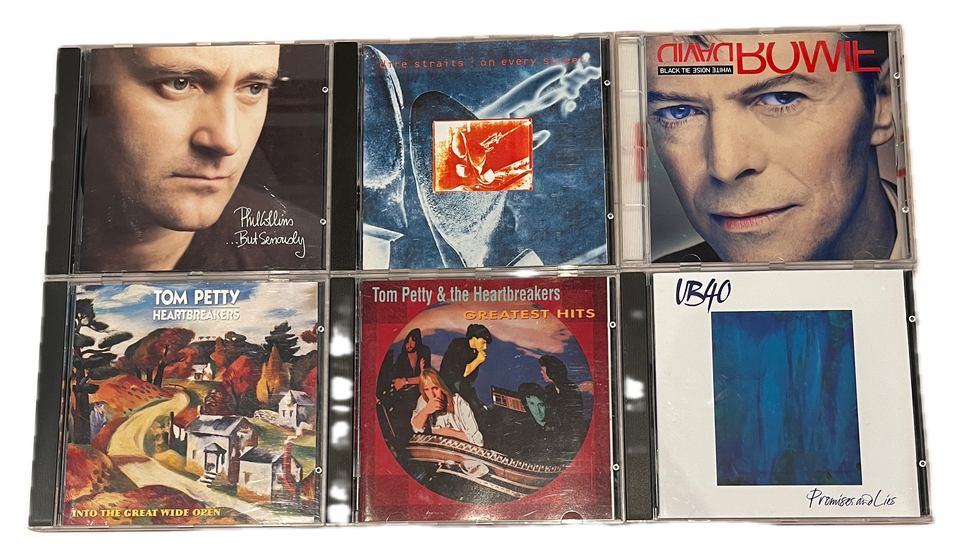 Phil Collins
...But Seriously
dire straits on every street
DAVID BOWIE
BLACK TIE WHITE NOISE
TOM PETTY
HEARTBREAKERS
INTO THE GREAT WIDE OPEN
Tom Petty & the Heartbreakers
GREATEST HITS
UB40
Promises and Lies